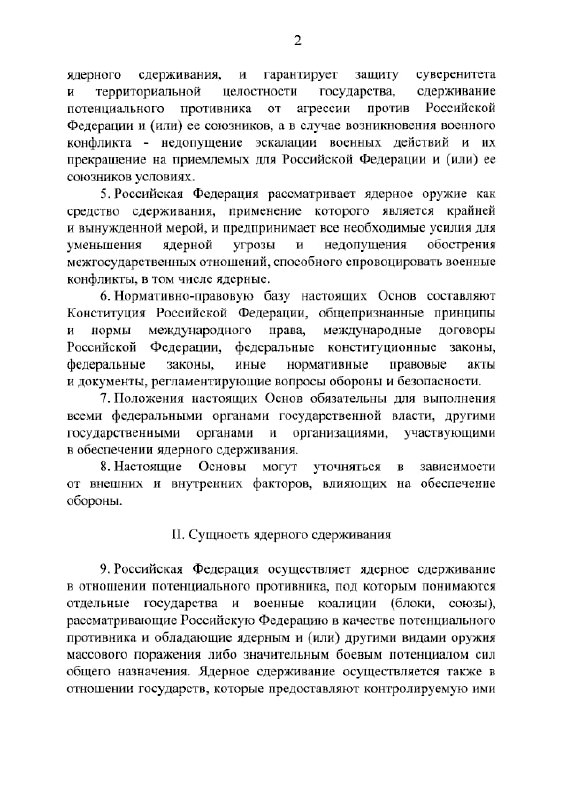 2
ядерного сдерживания, и гарантирует защиту суверенитета
и территориальной целостности государства, сдерживание
потенциального противника от агрессии против Российской
Федерации и (или) ее союзников, а в случае возникновения военного
конфликта - недопущение эскалации военных действий и их
прекращение на приемлемых для Российской Федерации и (или) ее
союзников условиях.
5. Российская Федерация рассматривает ядерное оружие как
средство сдерживания, применение которого является крайней
и вынужденной мерой, и предпринимает все необходимые усилия для
уменьшения ядерной угрозы и недопущения обострения
межгосударственных отношений, способного спровоцировать военные
конфликты, в том числе ядерные.
6. Нормативно-правовую базу настоящих Основ составляют
Конституция Российской Федерации, общепризнанные принципы
и нормы международного права, международные договоры
Российской Федерации, федеральные конституционные законы,
федеральные законы, иные нормативные правовые акты
и документы, регламентирующие вопросы обороны и безопасности.
7. Положения настоящих Основ обязательны для выполнения
всеми федеральными органами государственной власти, другими
государственными органами и организациями, участвующими
в обеспечении ядерного сдерживания.
8. Настоящие Основы могут уточняться в зависимости
от внешних и внутренних факторов, влияющих на обеспечение
обороны.
II. Сущность ядерного сдерживания
9. Российская Федерация осуществляет ядерное сдерживание
в отношении потенциального противника, под которым понимаются
отдельные государства и военные коалиции (блоки, союзы),
рассматривающие Российскую Федерацию в качестве потенциального
противника и обладающие ядерным и (или) другими видами оружия
массового поражения либо значительным боевым потенциалом сил
общего назначения. Ядерное сдерживание осуществляется также в
отношении государств, которые предоставляют контролируемую ими